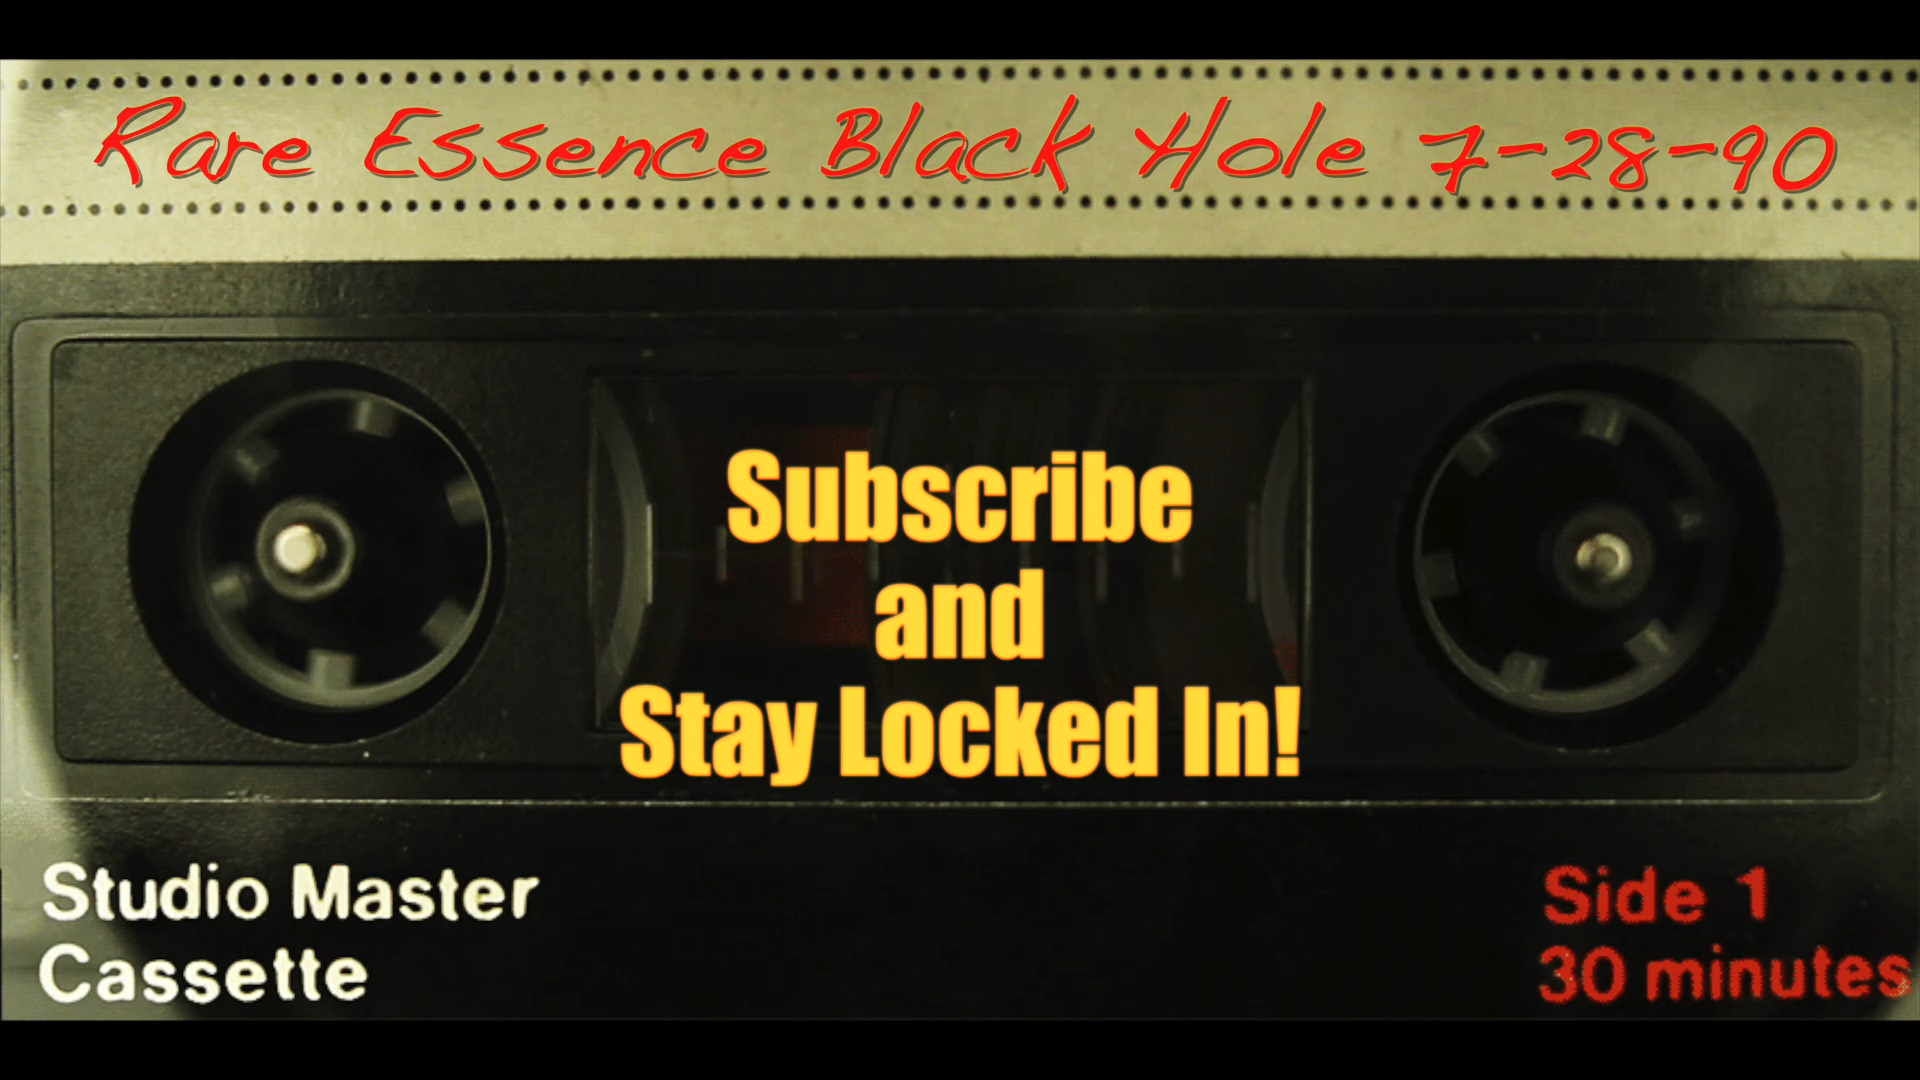 Rare Essence Black Hole 7-28-90
Subscribe
and
Stay Locked In!
Studio Master
Cassette
Side 1
30 minutes